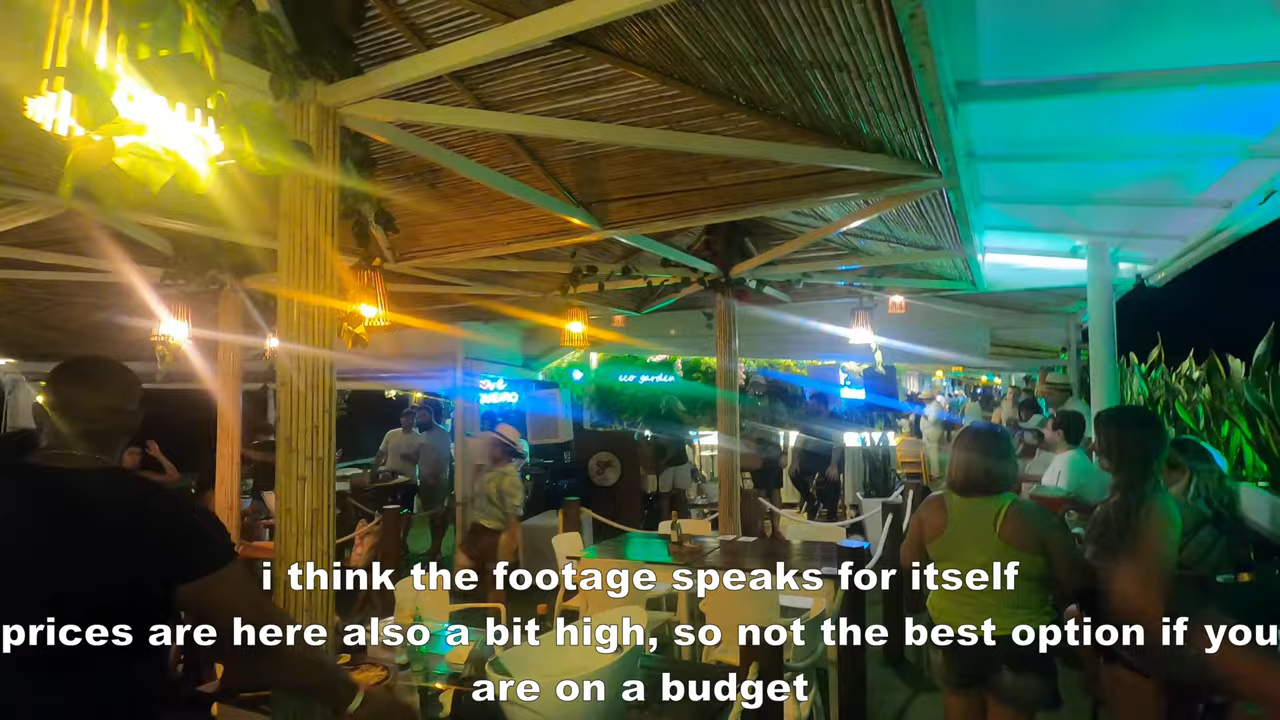 eco garden
i think the footage speaks for itself
prices are here also a bit high, so not the best option if you
are on a budget